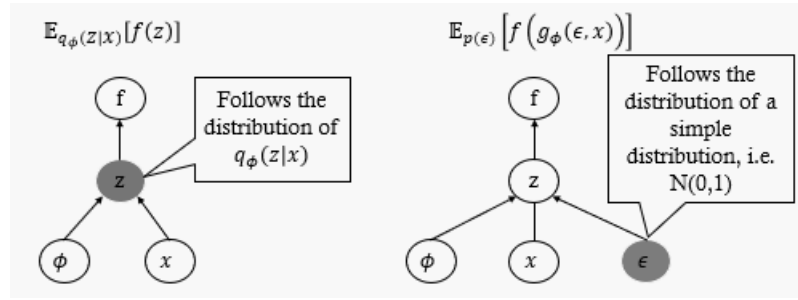 𝔼_{q_ϕ(z|x)}[f(z)]
f
Follows the
distribution of
q_ϕ(z|x)
z
ϕ
x
𝔼_{p(ϵ)}[f(g_ϕ(ϵ, x))]
f
Follows the
distribution of a
simple
distribution, i.e.
N(0,1)
z
ϕ
x
ϵ